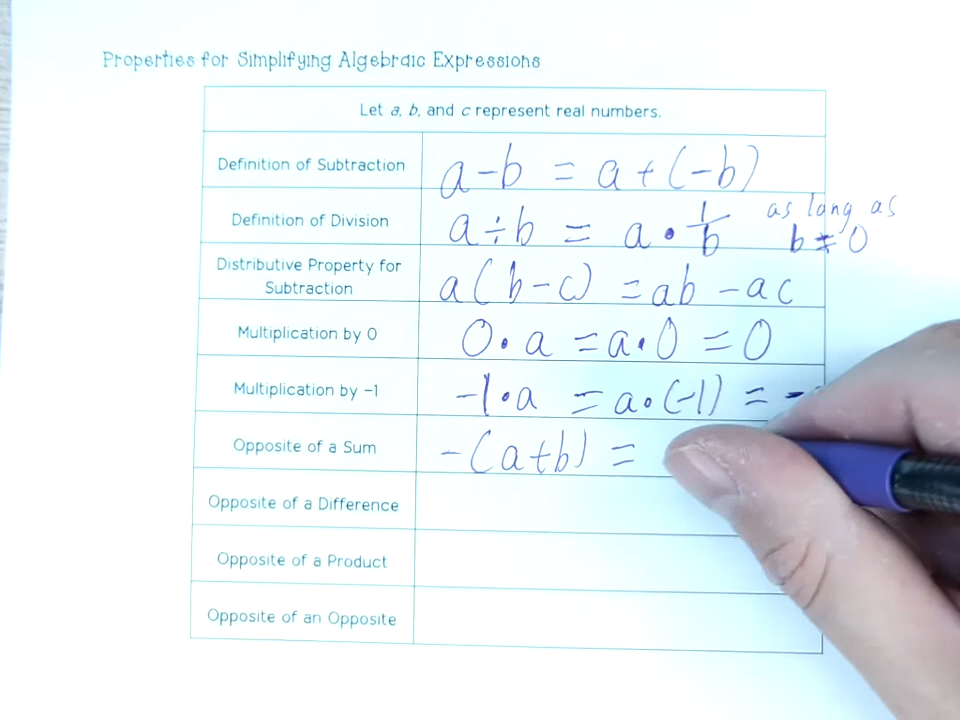 Properties for Simplifying Algebraic Expressions
Let a, b, and c represent real numbers.
Definition of Subtraction
a - b = a + (-b)
Definition of Division
a ÷ b = a • 1/b as long as b ≠ 0
Distributive Property for
Subtraction
a(b-c) = ab - ac
Multiplication by 0
0 • a = a • 0 = 0
Multiplication by -1
-1 • a = a • (-1) = -
Opposite of a Sum
-(a+b) =
Opposite of a Difference
Opposite of a Product
Opposite of an Opposite